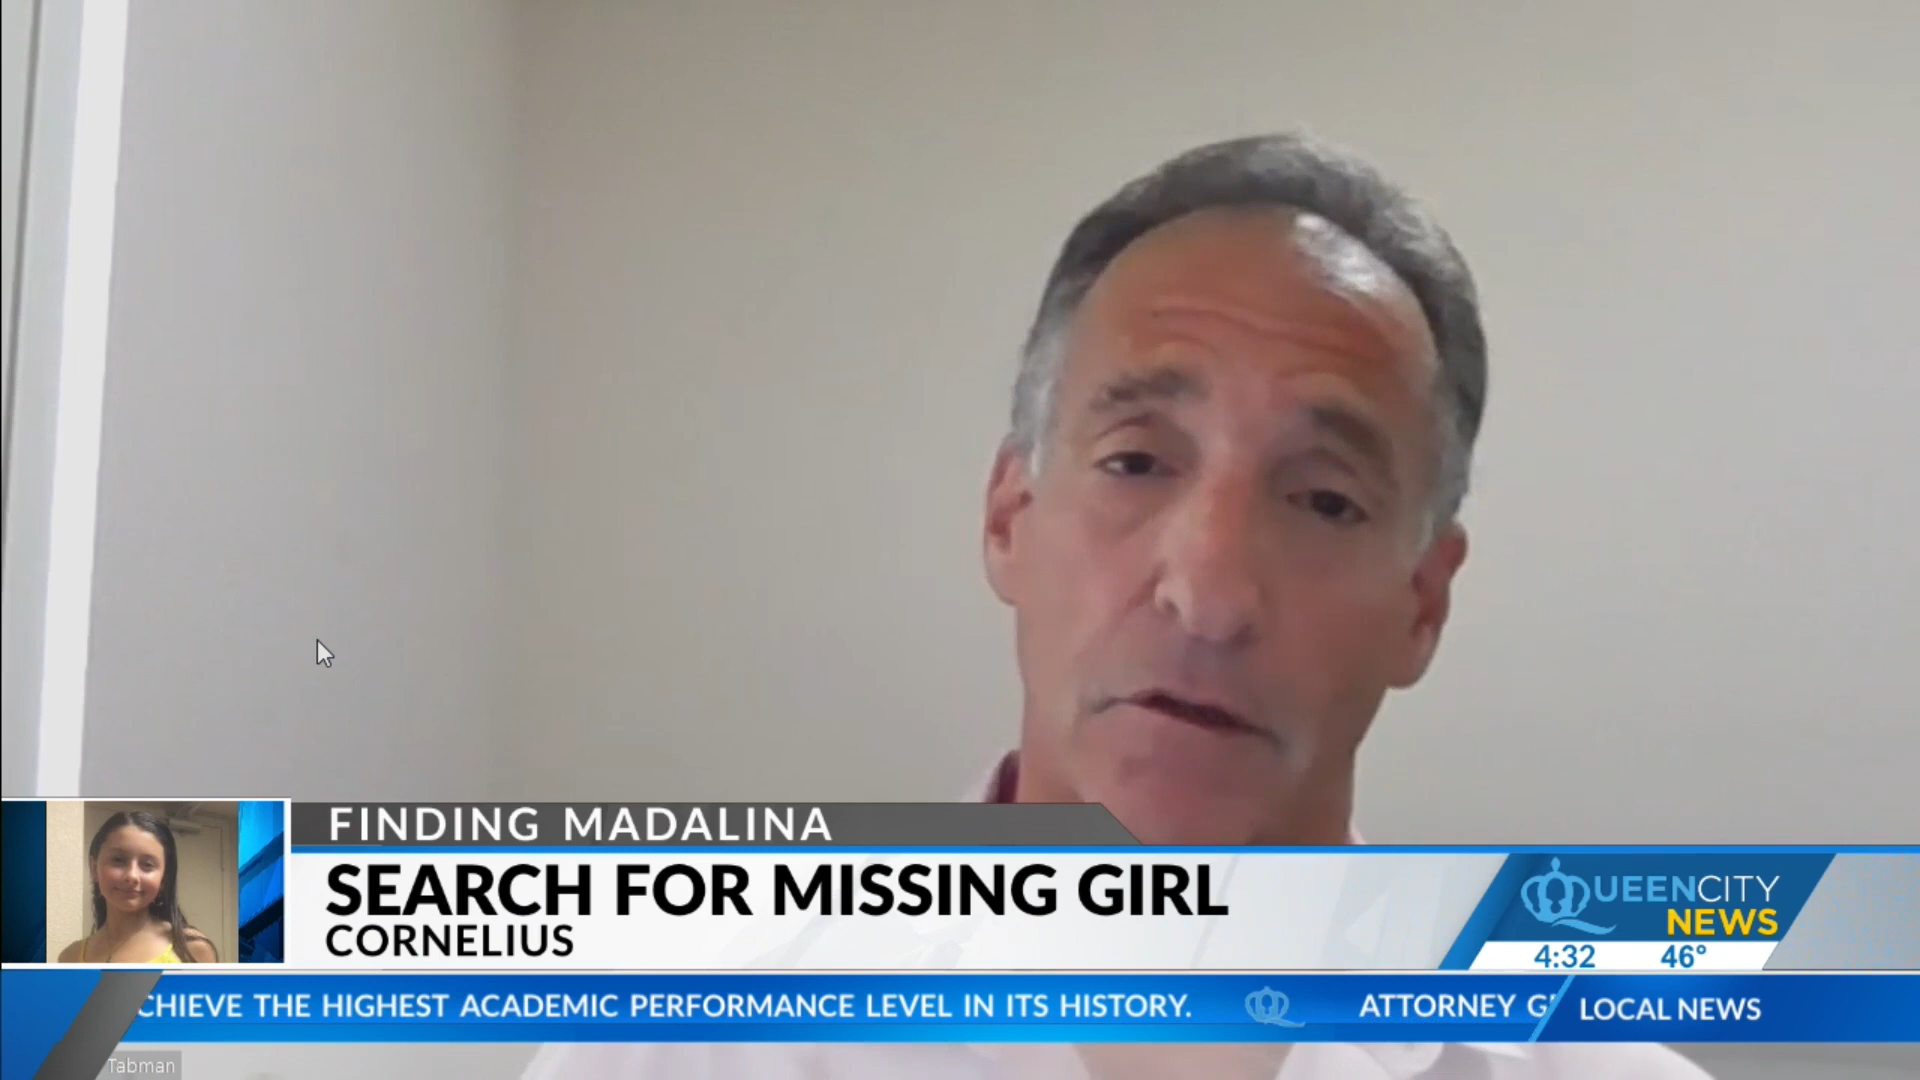 FINDING MADALINA
SEARCH FOR MISSING GIRL
CORNELIUS
QUEENCITY
NEWS
4:32 46°
CHIEVE THE HIGHEST ACADEMIC PERFORMANCE LEVEL IN ITS HISTORY. ATTORNEY G
LOCAL NEWS
Tabman